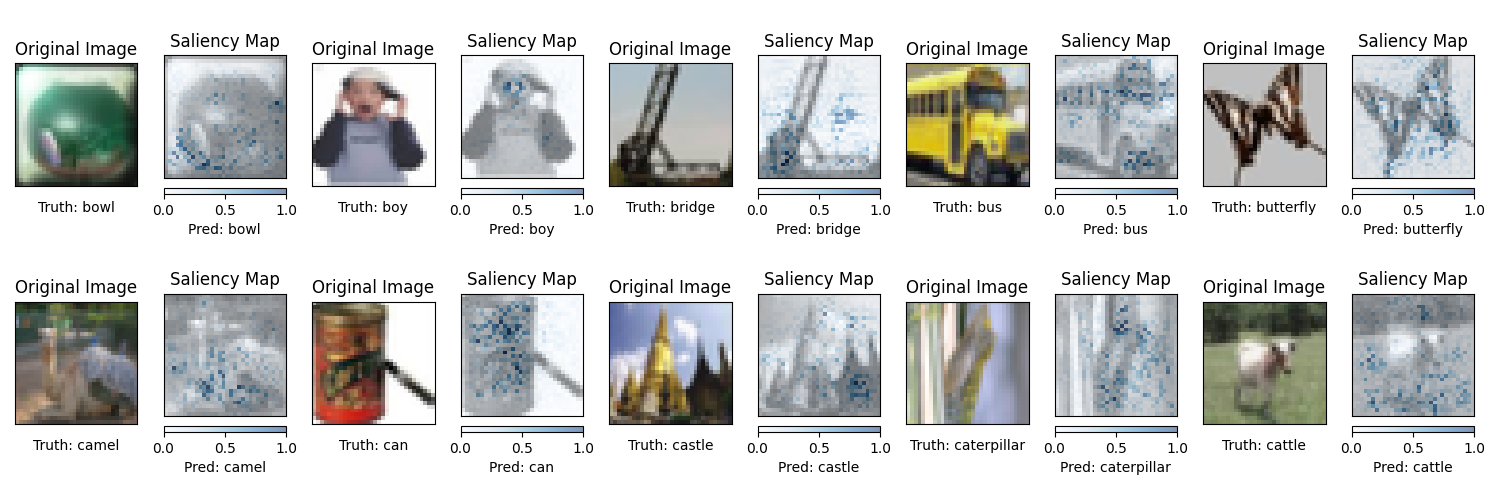 Original Image Saliency Map Original Image Saliency Map Original Image Saliency Map Original Image Saliency Map Original Image Saliency Map
Truth: bowl 0.0 0.5 1.0 Truth: boy 0.0 0.5 1.0 Truth: bridge 0.0 0.5 1.0 Truth: bus 0.0 0.5 1.0 Truth: butterfly 0.0 0.5 1.0
Pred: bowl Pred: boy Pred: bridge Pred: bus Pred: butterfly
Original Image Saliency Map Original Image Saliency Map Original Image Saliency Map Original Image Saliency Map Original Image Saliency Map
Truth: camel 0.0 0.5 1.0 Truth: can 0.0 0.5 1.0 Truth: castle 0.0 0.5 1.0 Truth: caterpillar 0.0 0.5 1.0 Truth: cattle 0.0 0.5 1.0
Pred: camel Pred: can Pred: castle Pred: caterpillar Pred: cattle